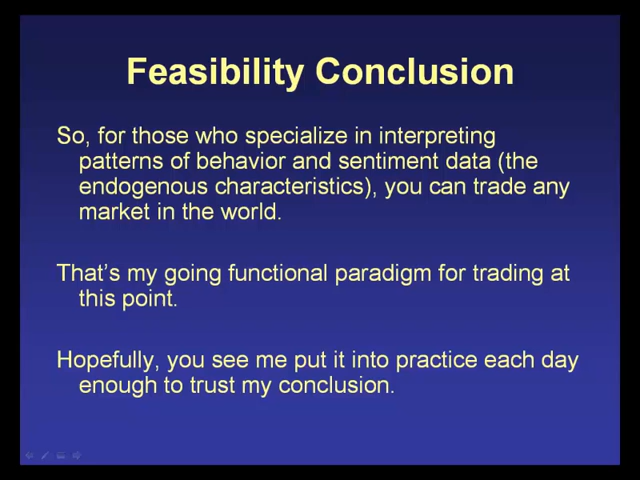 Feasibility Conclusion
So, for those who specialize in interpreting
patterns of behavior and sentiment data (the
endogenous characteristics), you can trade any
market in the world.
That's my going functional paradigm for trading at
this point.
Hopefully, you see me put it into practice each day
enough to trust my conclusion.